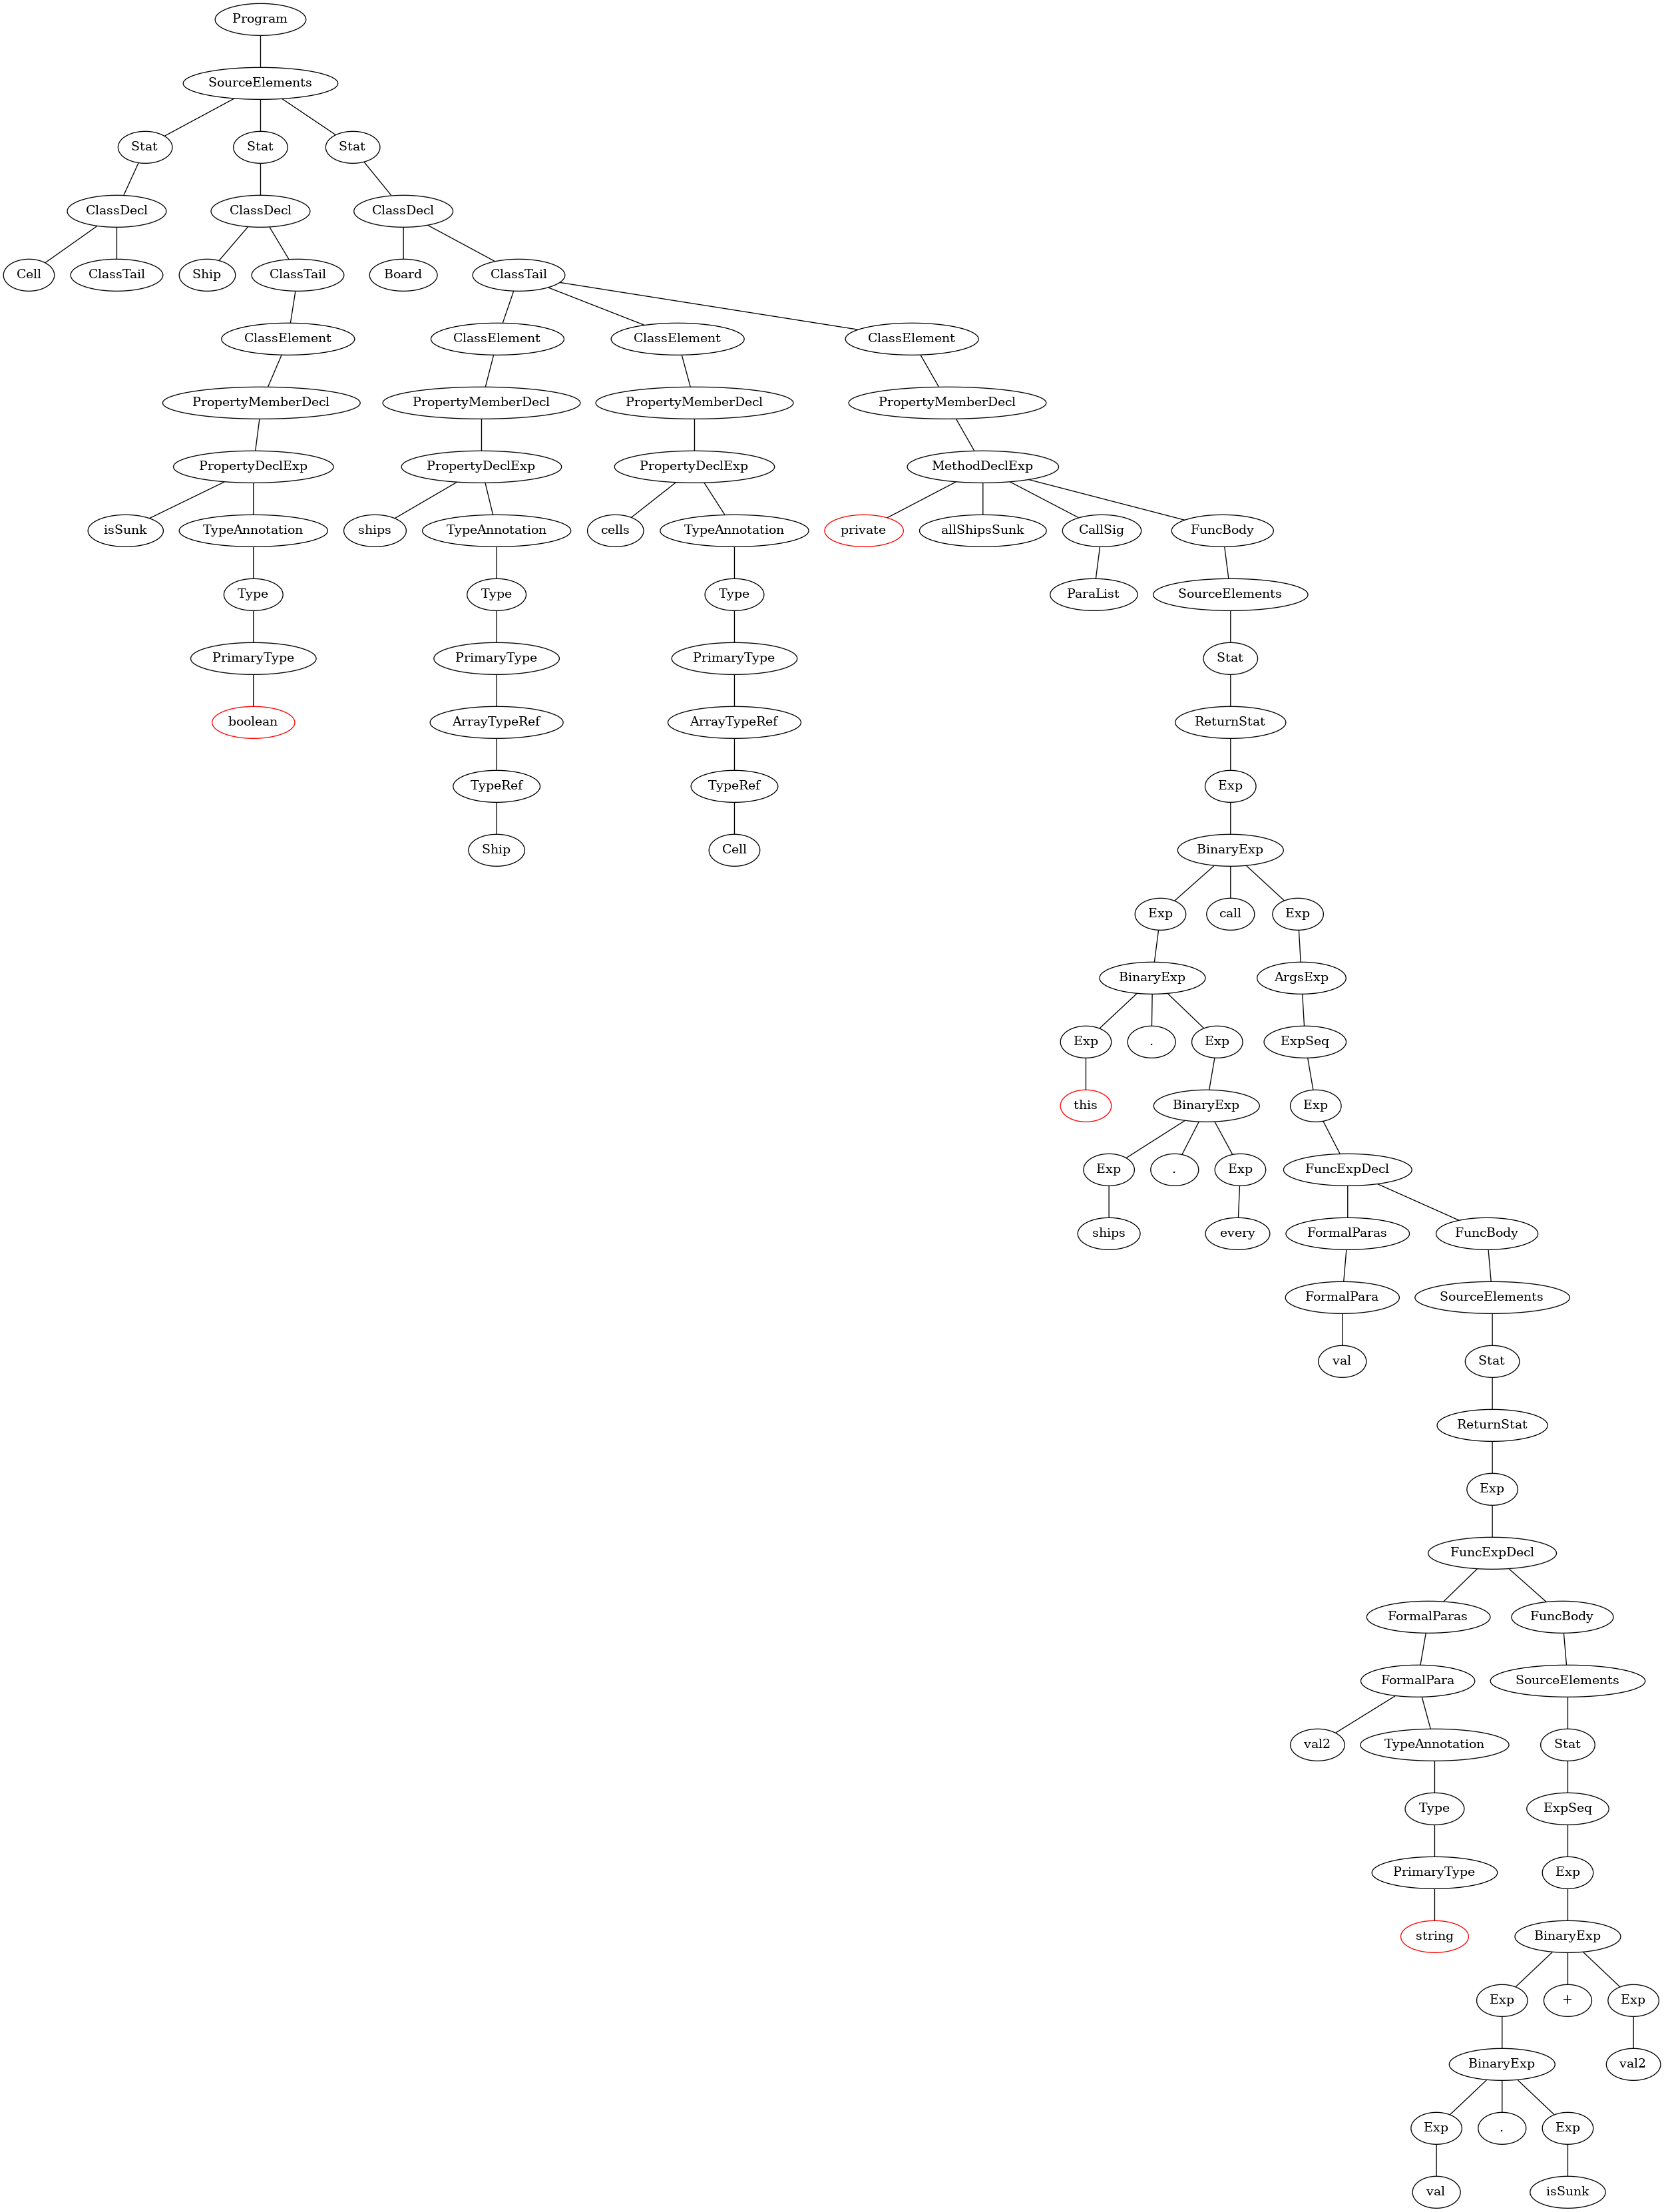 Program
SourceElements
Stat Stat Stat
ClassDecl ClassDecl ClassDecl
Cell ClassTail Ship ClassTail Board ClassTail
ClassElement ClassElement ClassElement ClassElement
PropertyMemberDecl PropertyMemberDecl PropertyMemberDecl PropertyMemberDecl
PropertyDeclExp PropertyDeclExp PropertyDeclExp MethodDeclExp
isSunk TypeAnnotation ships TypeAnnotation cells TypeAnnotation private allShipsSunk CallSig FuncBody
Type Type Type ParaList SourceElements
PrimaryType PrimaryType PrimaryType Stat
boolean ArrayTypeRef ArrayTypeRef ReturnStat
TypeRef TypeRef Exp
Ship Cell BinaryExp
Exp call Exp
BinaryExp ArgsExp
Exp . Exp ExpSeq
this BinaryExp Exp
Exp . Exp FuncExpDecl
ships every FormalParas FuncBody
FormalPara SourceElements
val Stat
ReturnStat
Exp
FuncExpDecl
FormalParas FuncBody
FormalPara SourceElements
val2 TypeAnnotation Stat
Type ExpSeq
PrimaryType Exp
string BinaryExp
Exp + Exp
BinaryExp val2
Exp . Exp
val isSunk